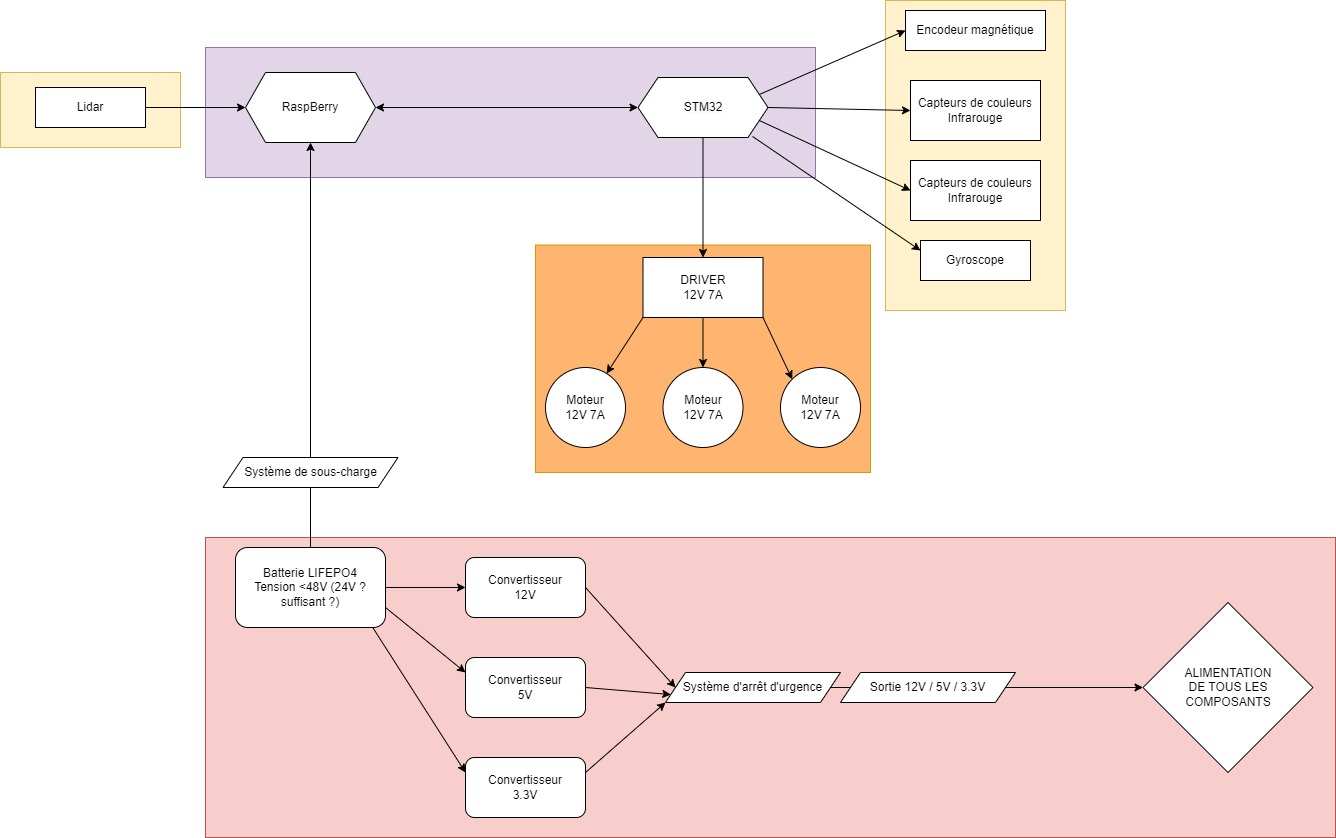 Encodeur magnétique
Lidar
RaspBerry
STM32
Capteurs de couleurs
Infrarouge
Capteurs de couleurs
Infrarouge
Gyroscope
DRIVER
12V 7A
Moteur
12V 7A
Moteur
12V 7A
Moteur
12V 7A
Système de sous-charge
Batterie LIFEPO4
Tension <48V (24V ?
suffisant ?)
Convertisseur
12V
Convertisseur
5V
Convertisseur
3.3V
Système d'arrêt d'urgence
Sortie 12V / 5V / 3.3V
ALIMENTATION
DE TOUS LES
COMPOSANTS